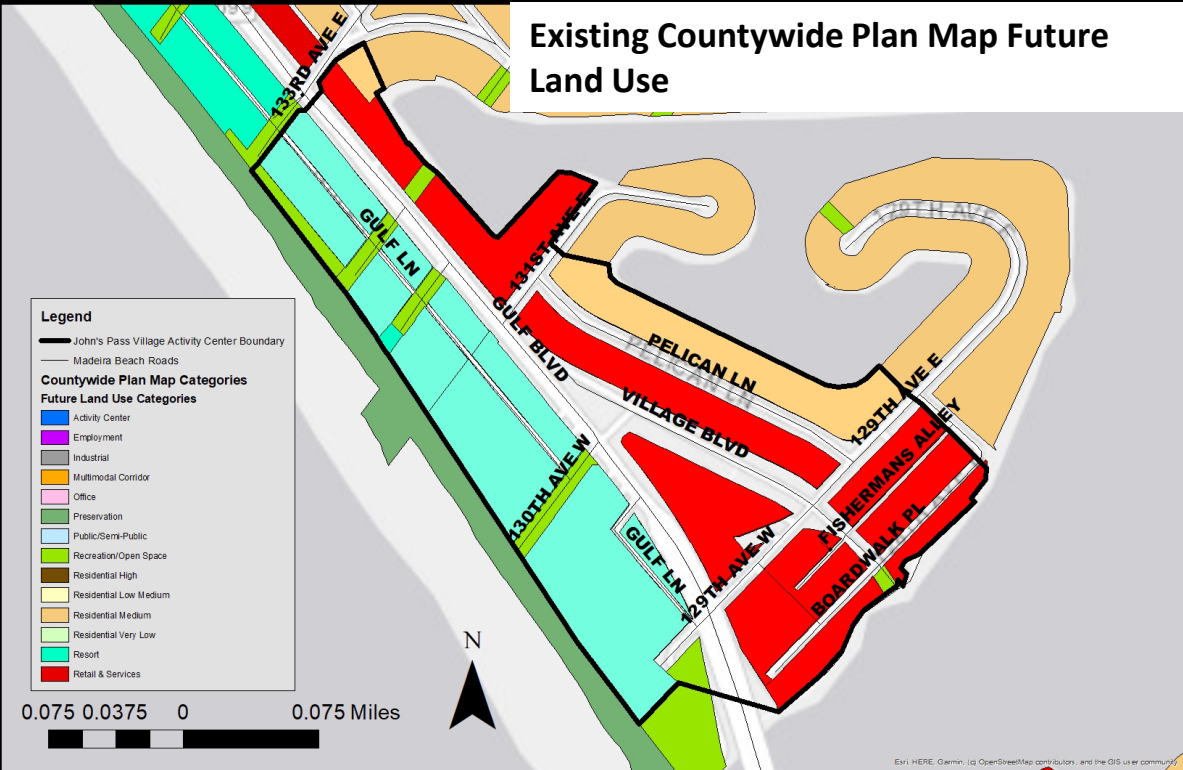 Existing Countywide Plan Map Future
Land Use
133RD AVE E
GULF LN
131ST AVE E
GULF BLVD
PELICAN LN
PELICAN LN
VILLAGE BLVD
129TH AVE E
129TH AVE E
FISHERMANS ALLEY
BOARDWALK PL
130TH AVE W
GULF LN
129TH AVE W
Legend
John's Pass Village Activity Center Boundary
Madeira Beach Roads
Countywide Plan Map Categories
Future Land Use Categories
Activity Center
Employment
Industrial
Multimodal Corridor
Office
Preservation
Public/Semi-Public
Recreation/Open Space
Residential High
Residential Low Medium
Residential Medium
Residential Very Low
Resort
Retail & Services
N
0.075 0.0375 0 0.075 Miles
Esri, HERE, Garmin, (c) OpenStreetMap contributors, and the GIS user community